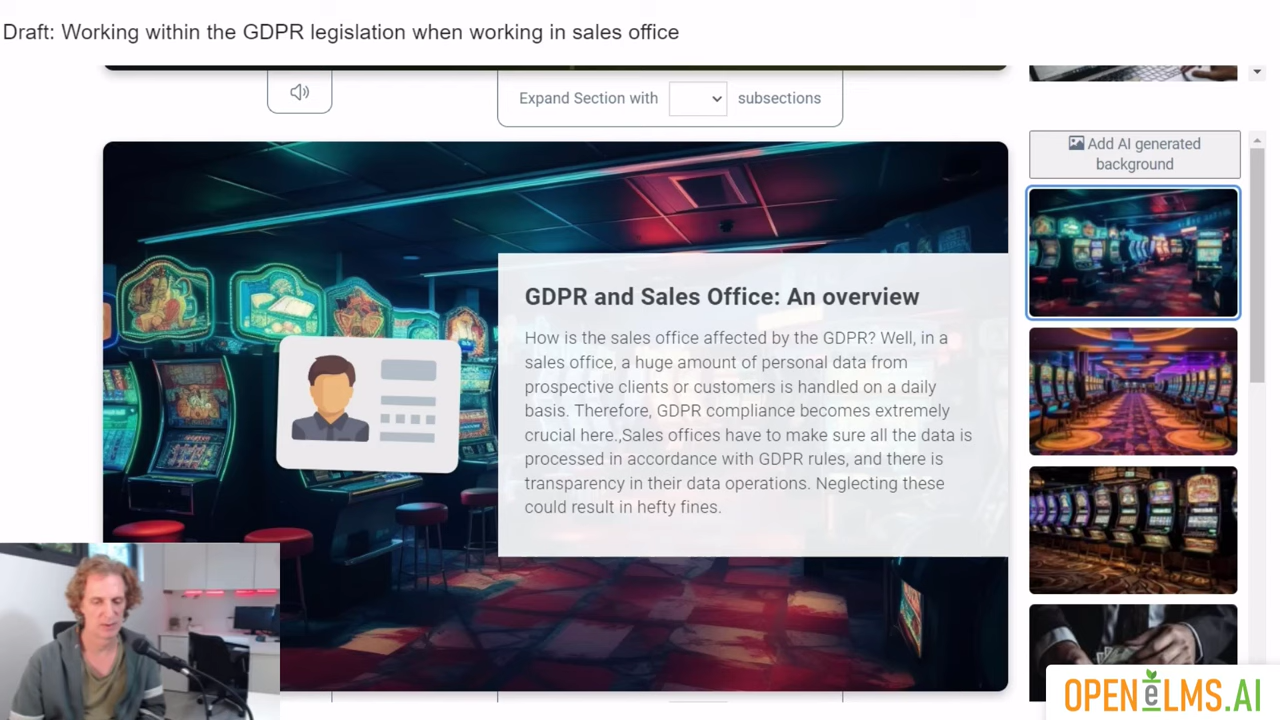 Draft: Working within the GDPR legislation when working in sales office
Expand Section with
subsections
Add AI generated
background
GDPR and Sales Office: An overview
How is the sales office affected by the GDPR? Well, in a
sales office, a huge amount of personal data from
prospective clients or customers is handled on a daily
basis. Therefore, GDPR compliance becomes extremely
crucial here.,Sales offices have to make sure all the data is
processed in accordance with GDPR rules, and there is
transparency in their data operations. Neglecting these
could result in hefty fines.
OPENeLMS.AI